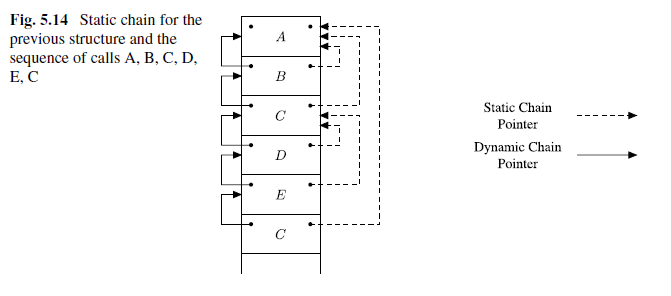 Fig. 5.14 Static chain for the
previous structure and the
sequence of calls A, B, C, D,
E, C
A
B
C
D
E
C
Static Chain
Pointer
Dynamic Chain
Pointer